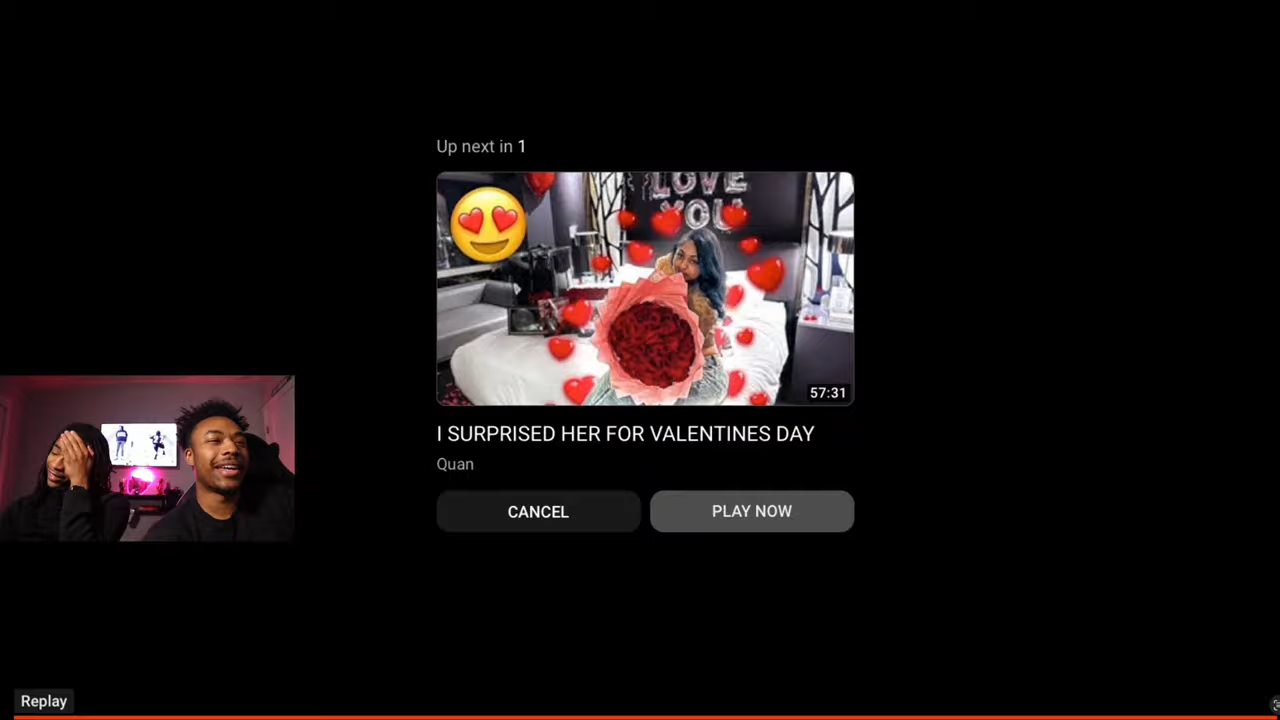 Up next in 1
LOVE
YOU
57:31
I SURPRISED HER FOR VALENTINES DAY
Quan
CANCEL
PLAY NOW
Replay